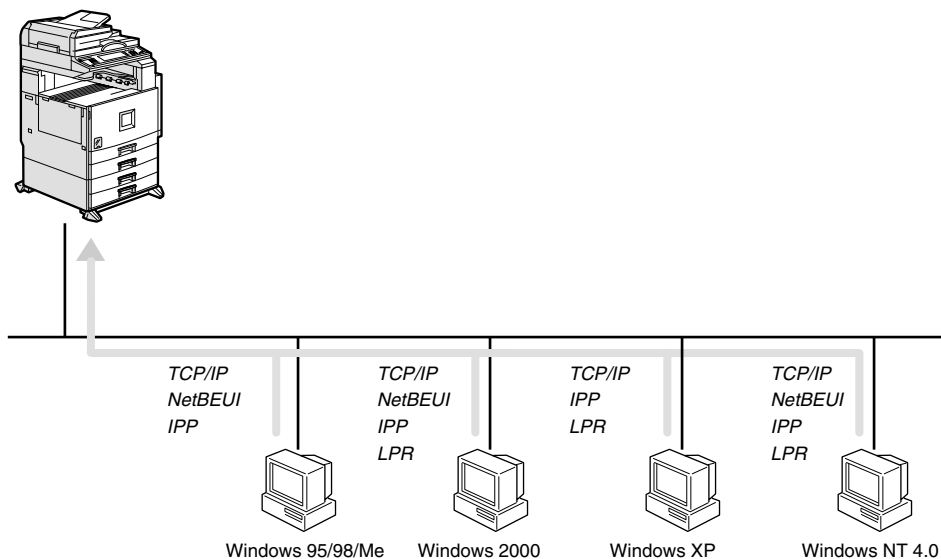 TCP/IP
NetBEUI
IPP
TCP/IP
NetBEUI
IPP
LPR
TCP/IP
IPP
LPR
TCP/IP
NetBEUI
IPP
LPR
Windows 95/98/Me
Windows 2000
Windows XP
Windows NT 4.0